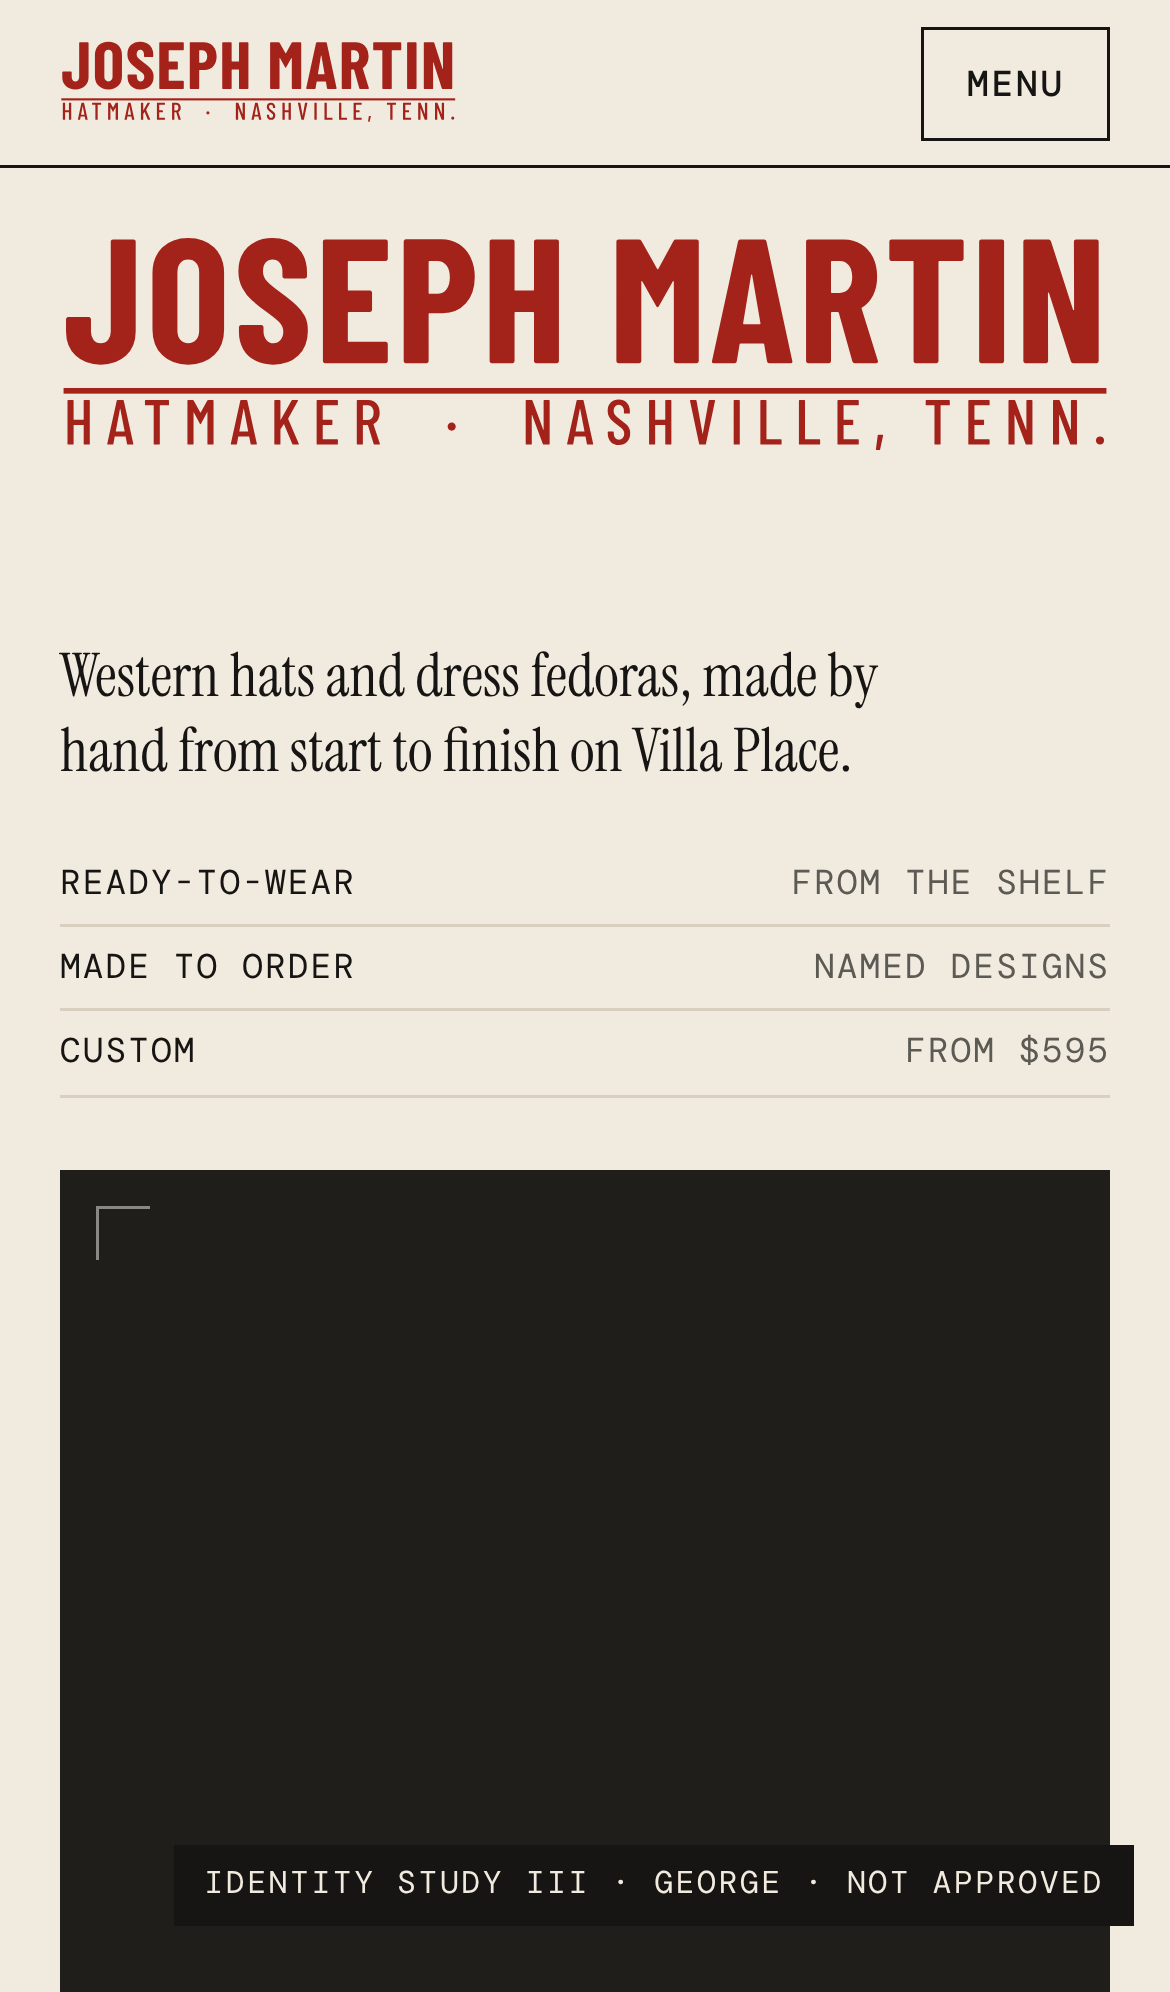 JOSEPH MARTIN
HATMAKER · NASHVILLE, TENN.
MENU
JOSEPH MARTIN
HATMAKER · NASHVILLE, TENN.
Western hats and dress fedoras, made by
hand from start to finish on Villa Place.
READY-TO-WEAR FROM THE SHELF
MADE TO ORDER NAMED DESIGNS
CUSTOM FROM $595
IDENTITY STUDY III · GEORGE · NOT APPROVED